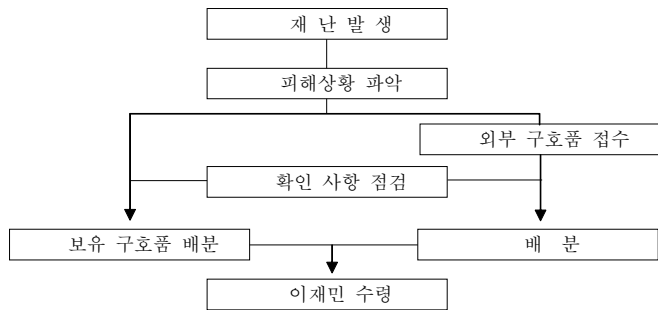 재 난 발 생
피해상황 파악
외부 구호품 접수
확인 사항 점검
보유 구호품 배분
배 분
이재민 수령